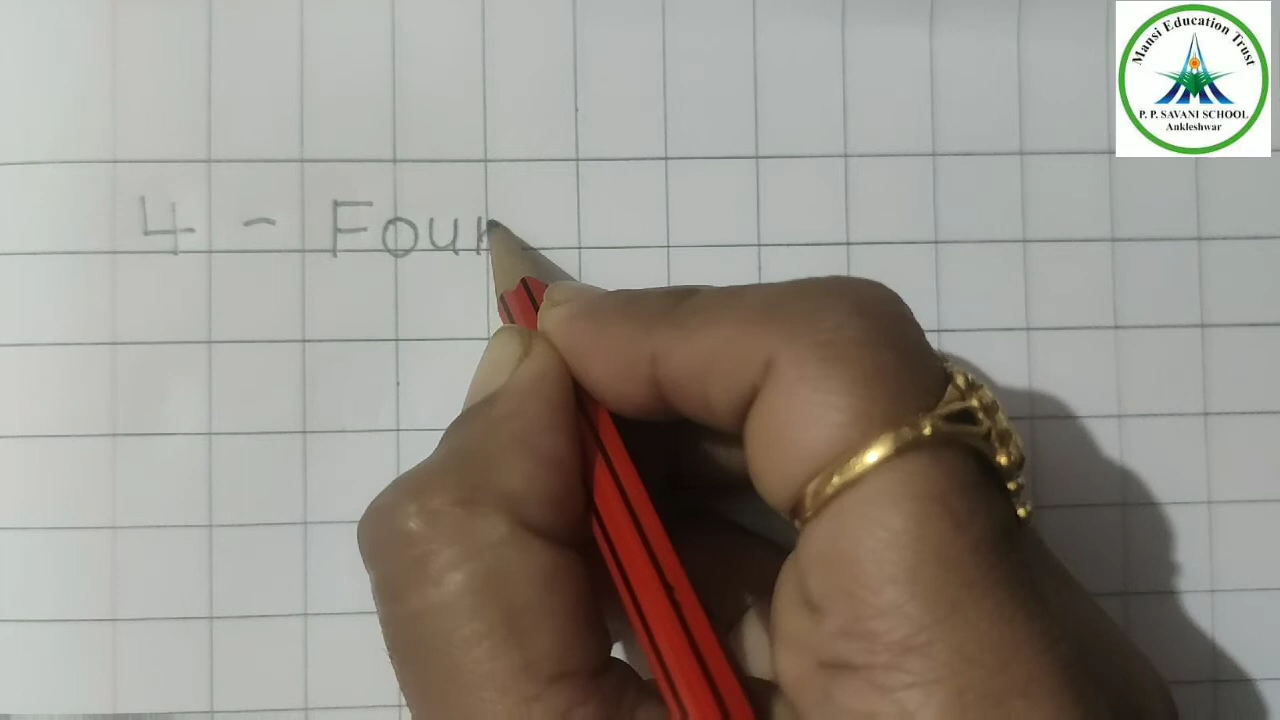 Mansi Education Trust
P. P. SAVANI SCHOOL
Ankleshwar
4 - Four